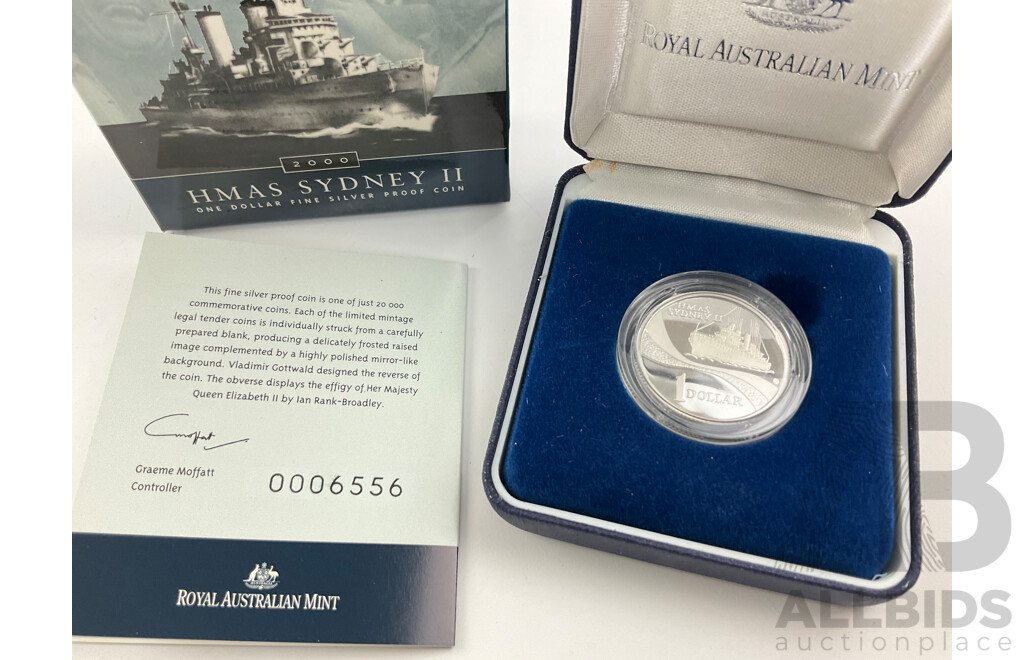 2000
HMAS SYDNEY II
ONE DOLLAR FINE SILVER PROOF COIN
ROYAL AUSTRALIAN MINT
This fine silver proof coin is one of just 20 000
commemorative coins. Each of the limited mintage
legal tender coins is individually struck from a carefully
prepared blank, producing a delicately frosted raised
image complemented by a highly polished mirror-like
background. Vladimir Gottwald designed the reverse of
the coin. The obverse displays the effigy of Her Majesty
Queen Elizabeth II by Ian Rank-Broadley.
CMoffat
Graeme Moffatt
Controller
0006556
ROYAL AUSTRALIAN MINT
HMAS
SYDNEY II
1 DOLLAR
B
ALLBIDS
auctionplace